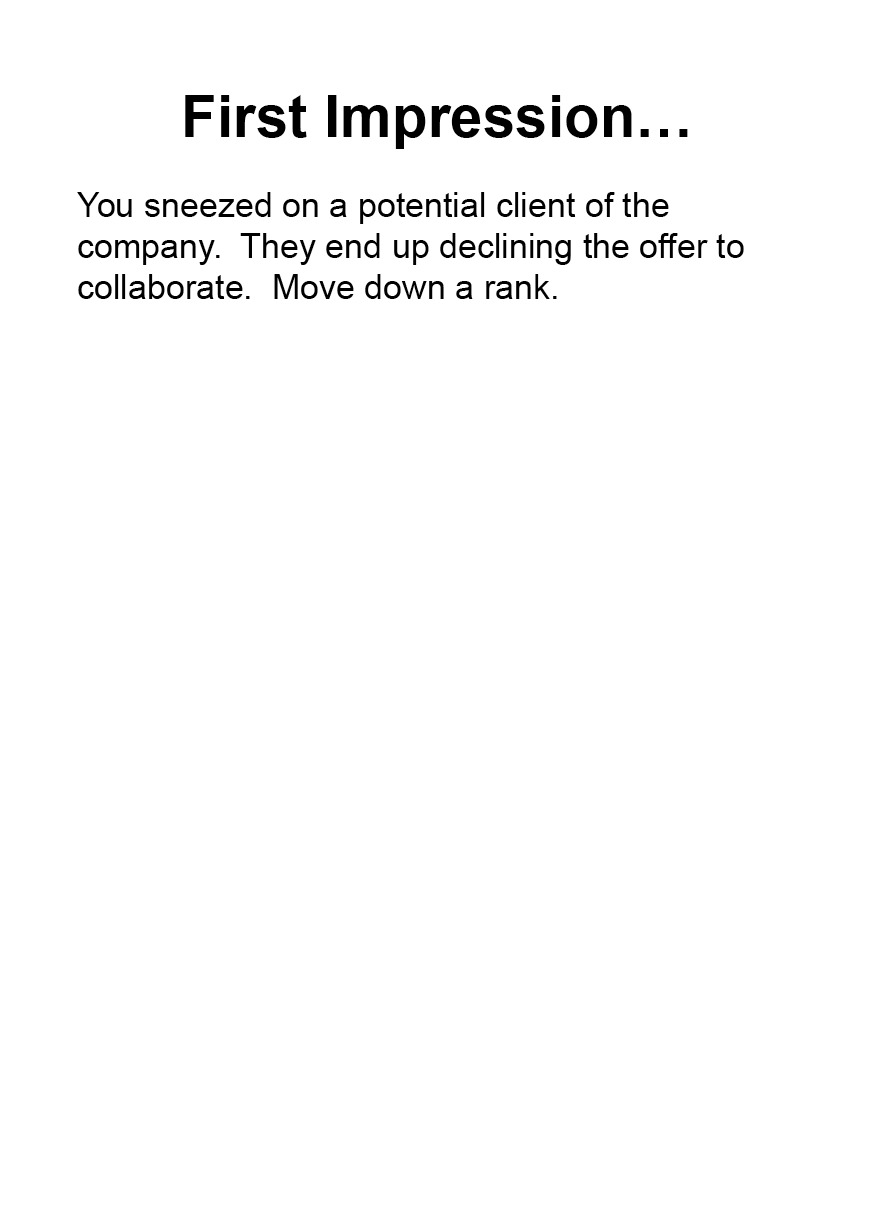 First Impression…
You sneezed on a potential client of the
company.  They end up declining the offer to
collaborate.  Move down a rank.